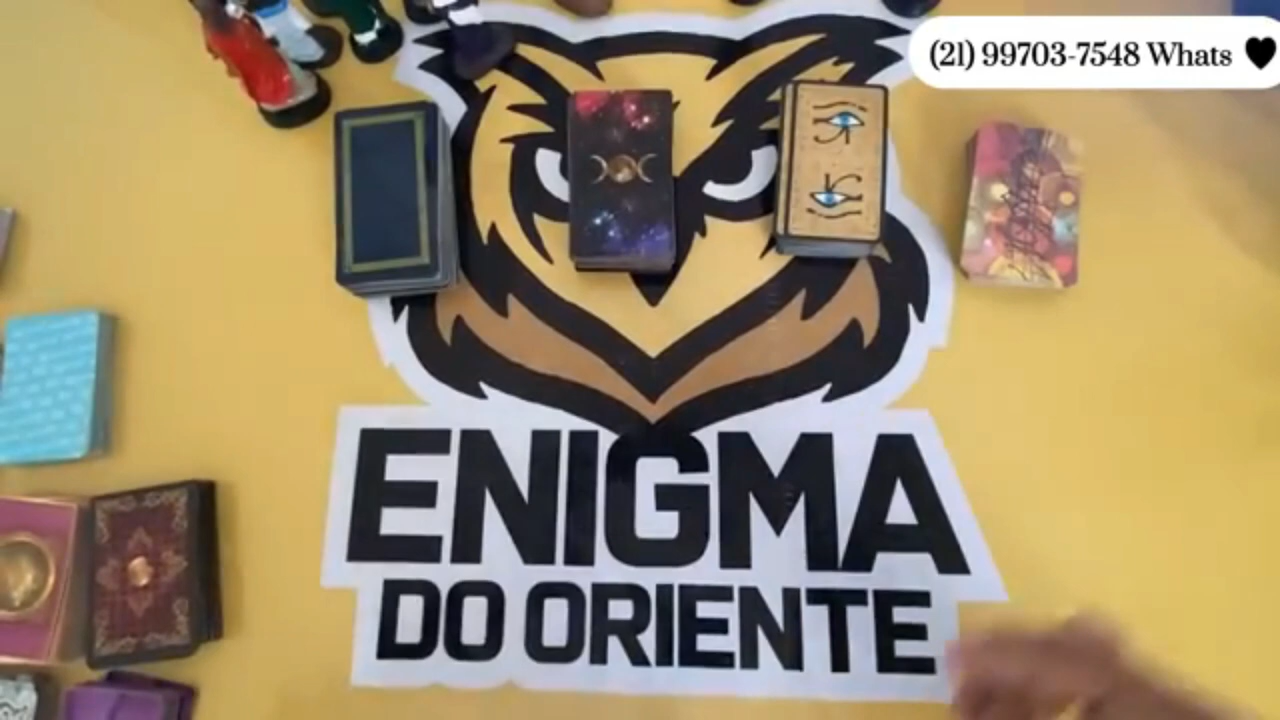 (21) 99703-7548 Whats 🖤
ENIGMA
DO ORIENTE